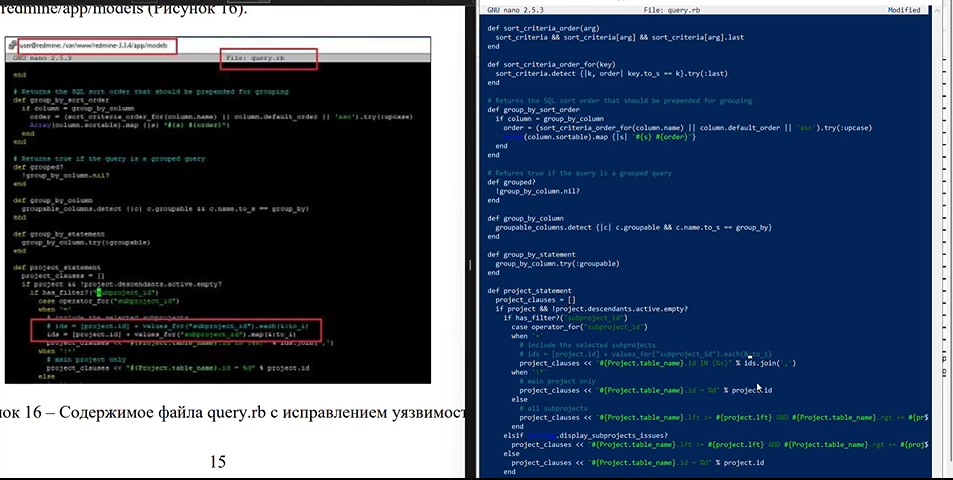 redmine/app/models (Рисунок 16).
user@redmine: /var/www/redmine-3.3.4/app/models
GNU nano 2.5.3 File: query.rb
end
# Returns the SQL sort order that should be prepended for grouping
def group_by_sort_order
if column = group_by_column
order = (sort_criteria_order_for(column.name) || column.default_order || 'asc').try(:upcase)
Array(column.sortable).map {|s| "#{s} #{order}"}
end
end
# Returns true if the query is a grouped query
def grouped?
!group_by_column.nil?
end
def group_by_column
groupable_columns.detect {|c| c.groupable && c.name.to_s == group_by}
end
def group_by_statement
group_by_column.try(:groupable)
end
def project_statement
project_clauses = []
if project && !project.descendants.active.empty?
if has_filter?("subproject_id")
case operator_for("subproject_id")
when '='
# include the selected subprojects
# ids = [project.id] + values_for("subproject_id").each(&:to_i)
ids = [project.id] + values_for("subproject_id").map(&:to_i)
project_clauses << "#{Project.table_name}.id IN (%s)" % ids.join(',')
when '!*'
# main project only
project_clauses << "#{Project.table_name}.id = %d" % project.id
else
нок 16 – Содержимое файла query.rb с исправлением уязвимост
15
GNU nano 2.5.3 File: query.rb Modified
def sort_criteria_order(arg)
sort_criteria && sort_criteria[arg] && sort_criteria[arg].last
end
def sort_criteria_order_for(key)
sort_criteria.detect {|k, order| key.to_s == k}.try(:last)
end
# Returns the SQL sort order that should be prepended for grouping
def group_by_sort_order
if column = group_by_column
order = (sort_criteria_order_for(column.name) || column.default_order || 'asc').try(:upcase)
(column.sortable).map {|s| "#{s} #{order}"}
end
end
# Returns true if the query is a grouped query
def grouped?
!group_by_column.nil?
end
def group_by_column
groupable_columns.detect {|c| c.groupable && c.name.to_s == group_by}
end
def group_by_statement
group_by_column.try(:groupable)
end
def project_statement
project_clauses = []
if project && !project.descendants.active.empty?
if has_filter?("subproject_id")
case operator_for("subproject_id")
when '='
# include the selected subprojects
# ids = [project.id] + values_for("subproject_id").each(&:to_i)
project_clauses << "#{Project.table_name}.id IN (%s)" % ids.join(',')
when '!*'
# main project only
project_clauses << "#{Project.table_name}.id = %d" % project.id
else
# all subprojects
project_clauses << "#{Project.table_name}.lft >= #{project.lft} AND #{Project.table_name}.rgt <= #{pr$
end
elsif .display_subprojects_issues?
project_clauses << "#{Project.table_name}.lft >= #{project.lft} AND #{Project.table_name}.rgt <= #{proj$
else
project_clauses << "#{Project.table_name}.id = %d" % project.id
end